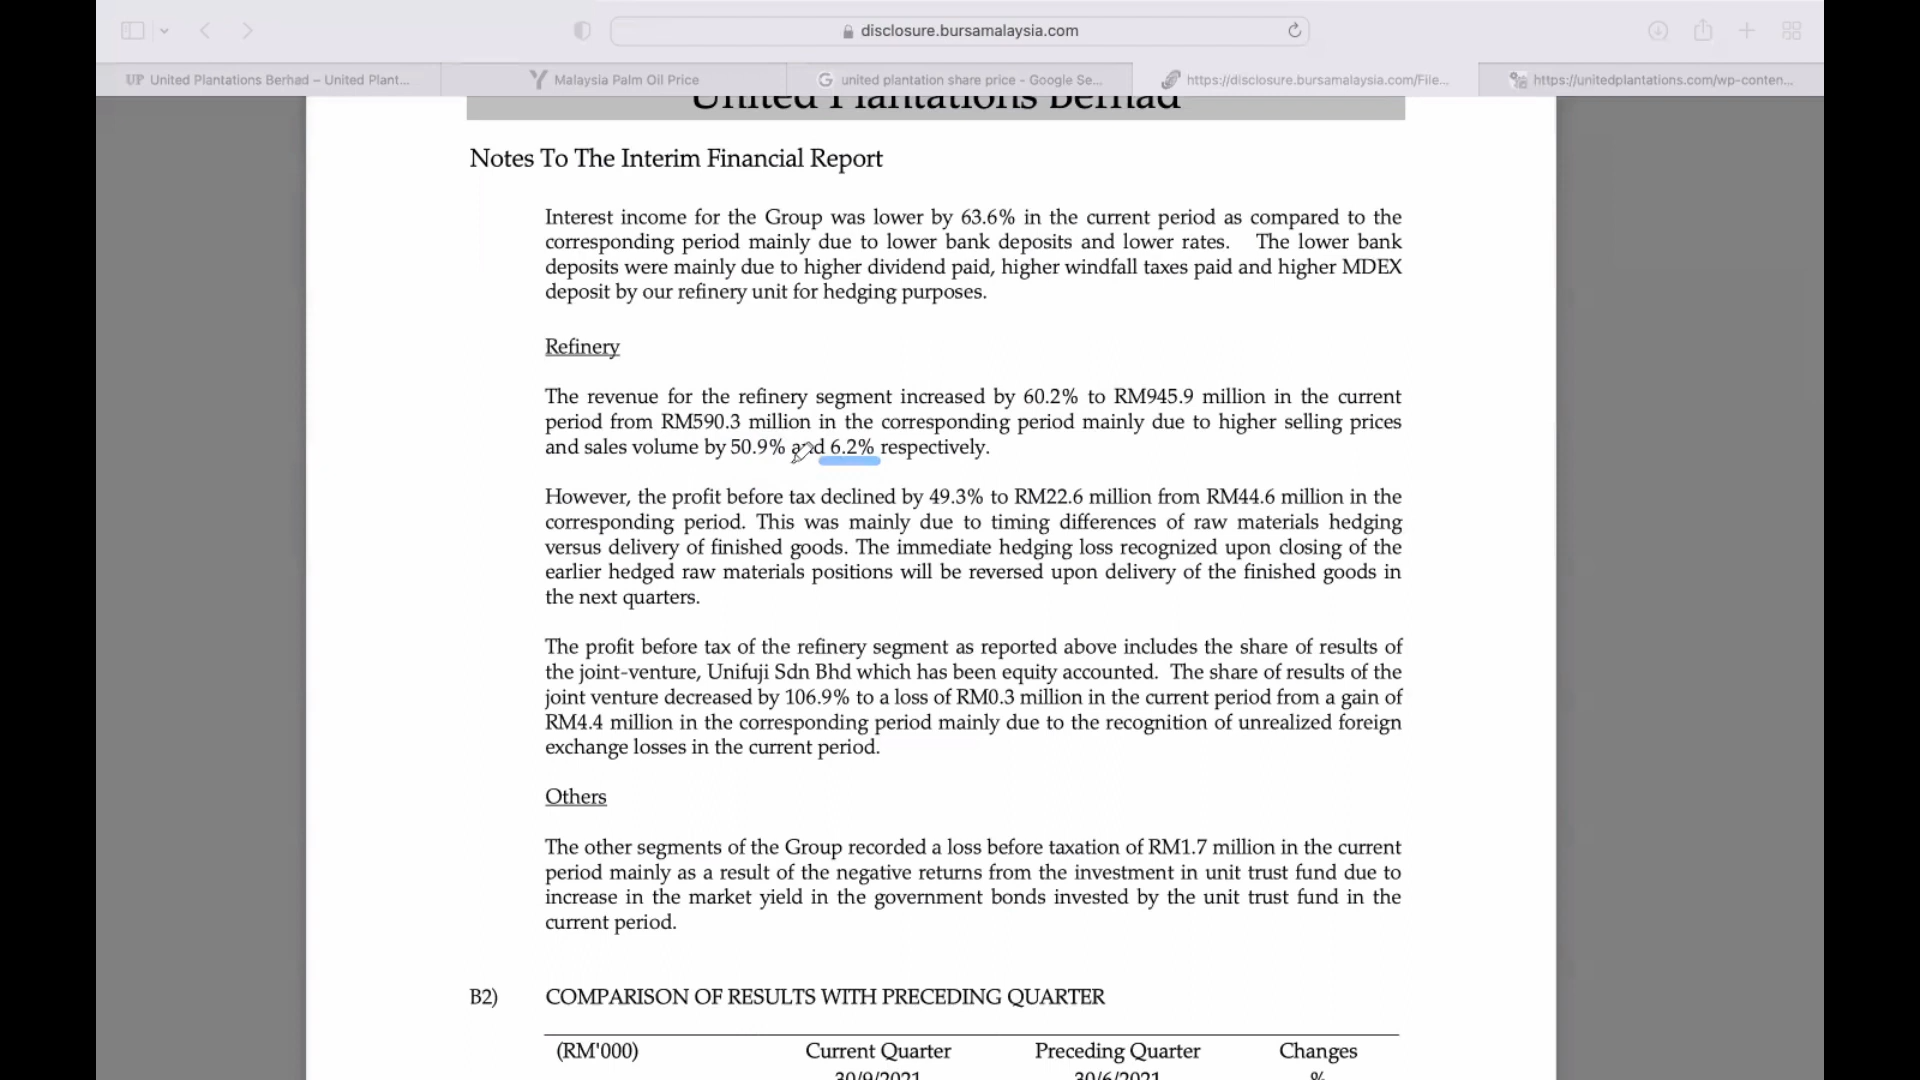 disclosure.bursamalaysia.com
UP United Plantations Berhad – United Plant...
Malaysia Palm Oil Price
united plantation share price - Google Se...
https://disclosure.bursamalaysia.com/File...
https://unitedplantations.com/wp-conten...
United Plantations Berhad
Notes To The Interim Financial Report
Interest income for the Group was lower by 63.6% in the current period as compared to the
corresponding period mainly due to lower bank deposits and lower rates. The lower bank
deposits were mainly due to higher dividend paid, higher windfall taxes paid and higher MDEX
deposit by our refinery unit for hedging purposes.
Refinery
The revenue for the refinery segment increased by 60.2% to RM945.9 million in the current
period from RM590.3 million in the corresponding period mainly due to higher selling prices
and sales volume by 50.9% and 6.2% respectively.
However, the profit before tax declined by 49.3% to RM22.6 million from RM44.6 million in the
corresponding period. This was mainly due to timing differences of raw materials hedging
versus delivery of finished goods. The immediate hedging loss recognized upon closing of the
earlier hedged raw materials positions will be reversed upon delivery of the finished goods in
the next quarters.
The profit before tax of the refinery segment as reported above includes the share of results of
the joint-venture, Unifuji Sdn Bhd which has been equity accounted. The share of results of the
joint venture decreased by 106.9% to a loss of RM0.3 million in the current period from a gain of
RM4.4 million in the corresponding period mainly due to the recognition of unrealized foreign
exchange losses in the current period.
Others
The other segments of the Group recorded a loss before taxation of RM1.7 million in the current
period mainly as a result of the negative returns from the investment in unit trust fund due to
increase in the market yield in the government bonds invested by the unit trust fund in the
current period.
B2) COMPARISON OF RESULTS WITH PRECEDING QUARTER
(RM'000) Current Quarter Preceding Quarter Changes
30/9/2021 30/6/2021 %